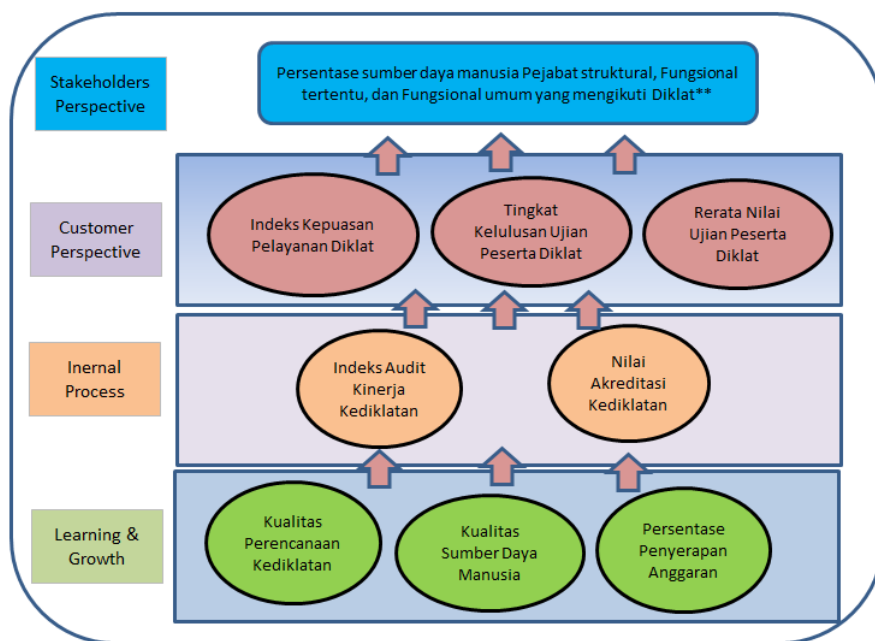 Stakeholders
Perspective
Persentase sumber daya manusia Pejabat struktural, Fungsional
tertentu, dan Fungsional umum yang mengikuti Diklat**
Customer
Perspective
Indeks Kepuasan
Pelayanan Diklat
Tingkat
Kelulusan Ujian
Peserta Diklat
Rerata Nilai
Ujian Peserta
Diklat
Inernal
Process
Indeks Audit
Kinerja
Kediklatan
Nilai
Akreditasi
Kediklatan
Learning &
Growth
Kualitas
Perencanaan
Kediklatan
Kualitas
Sumber Daya
Manusia
Persentase
Penyerapan
Anggaran